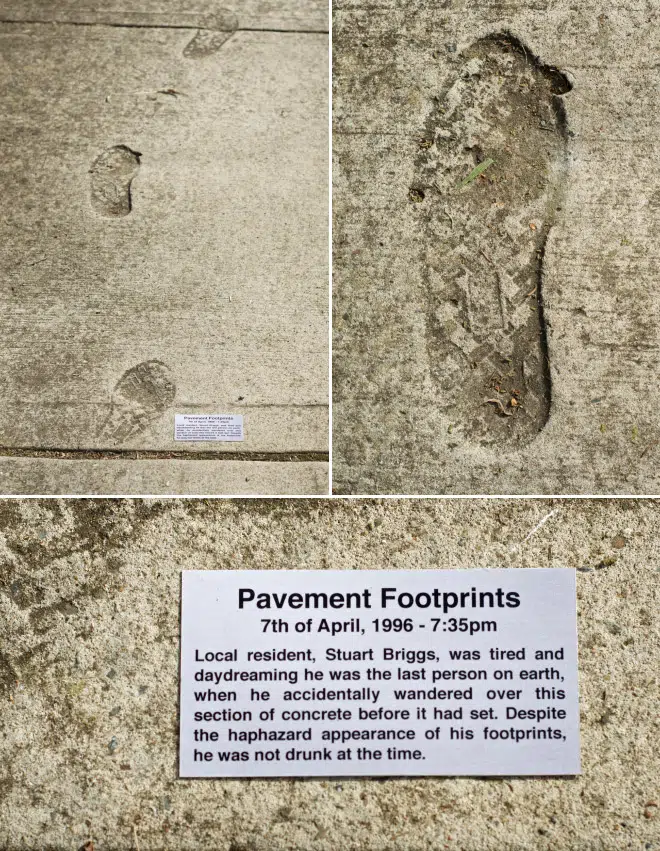 Pavement Footprints
7th of April, 1996 - 7:35pm
Local resident, Stuart Briggs, was tired and
daydreaming he was the last person on earth,
when he accidentally wandered over this
section of concrete before it had set. Despite
the haphazard appearance of his footprints,
he was not drunk at the time.